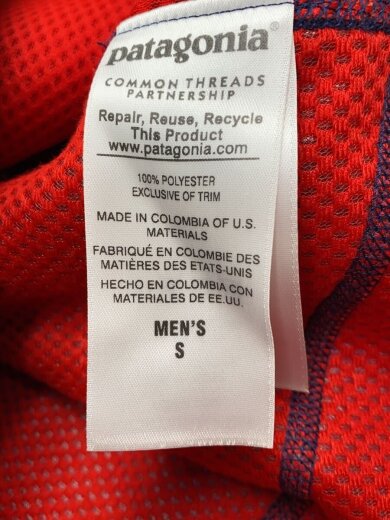 patagonia®
COMMON THREADS
PARTNERSHIP
Repair, Reuse, Recycle
This Product
www.patagonia.com
100% POLYESTER
EXCLUSIVE OF TRIM
MADE IN COLOMBIA OF U.S.
MATERIALS
FABRIQUÉ EN COLOMBIE DES
MATIÈRES DES ETATS-UNIS
HECHO EN COLOMBIA CON
MATERIALES DE EE.UU.
MEN'S
S